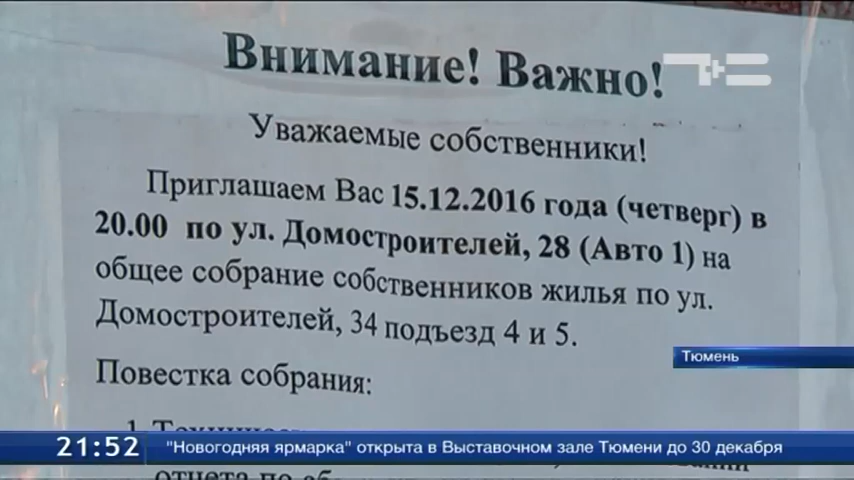 Внимание! Важно!
Уважаемые собственники!
Приглашаем Вас 15.12.2016 года (четверг) в
20.00 по ул. Домостроителей, 28 (Авто 1) на
общее собрание собственников жилья по ул.
Домостроителей, 34 подъезд 4 и 5.
Тюмень
Повестка собрания:
21:52 "Новогодняя ярмарка" открыта в Выставочном зале Тюмени до 30 декабря
отчета по